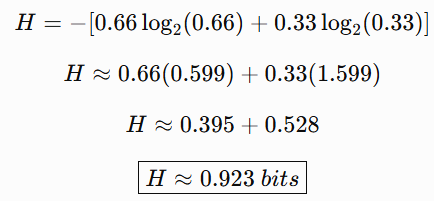 H = −[0.66 log₂(0.66) + 0.33 log₂(0.33)]
H ≈ 0.66(0.599) + 0.33(1.599)
H ≈ 0.395 + 0.528
H ≈ 0.923 bits